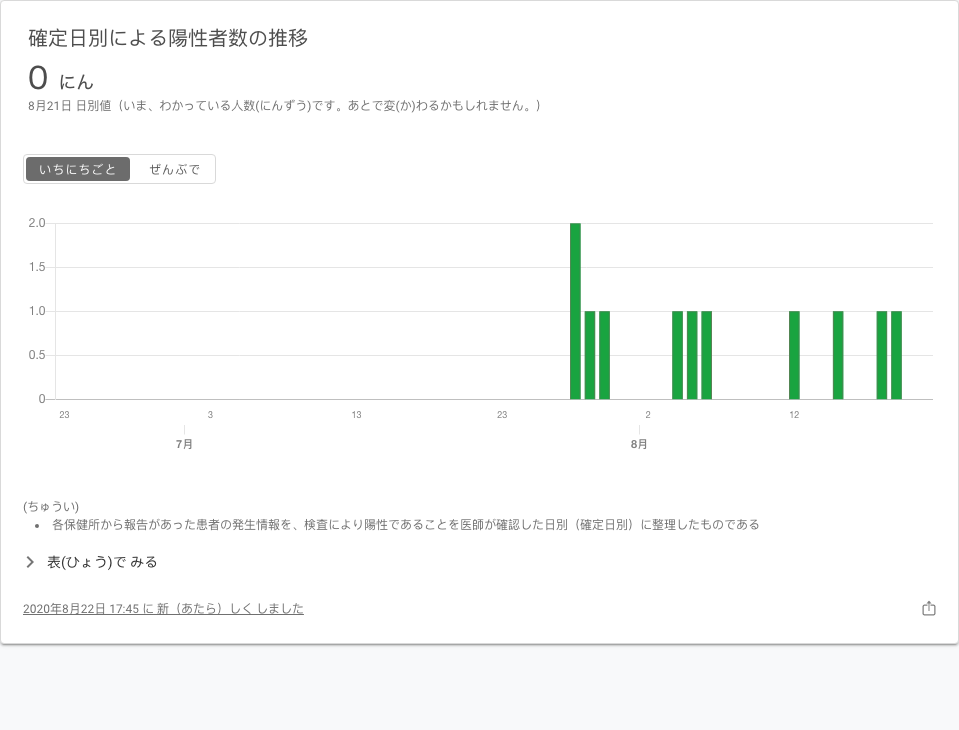 確定日別による陽性者数の推移
0 にん
8月21日 日別値（いま、わかっている人数(にんずう)です。あとで変(か)わるかもしれません。）
いちにちごと ぜんぶで
2.0
1.5
1.0
0.5
0
23 3 13 23 2 12
7月 8月
(ちゅうい)
• 各保健所から報告があった患者の発生情報を、検査により陽性であることを医師が確認した日別（確定日別）に整理したものである
表(ひょう)で みる
2020年8月22日 17:45 に 新（あたら）しく しました